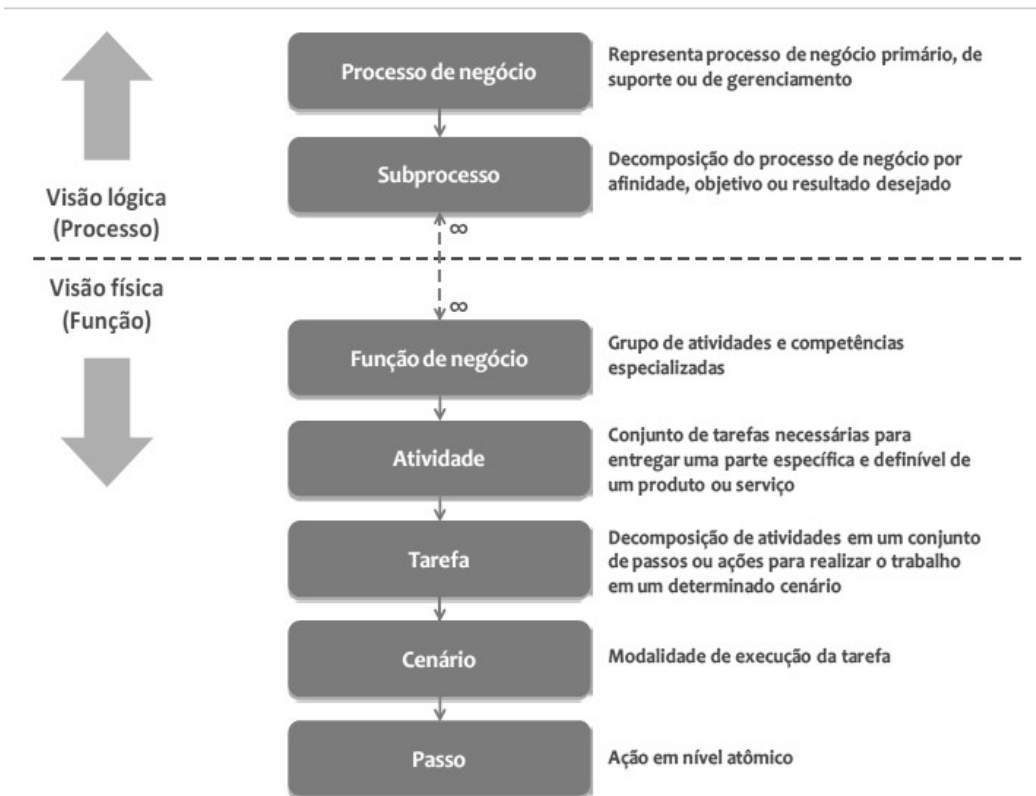 Processo de negócio
Representa processo de negócio primário, de
suporte ou de gerenciamento
Subprocesso
Decomposição do processo de negócio por
afinidade, objetivo ou resultado desejado
Visão lógica
(Processo)
∞
Visão física
(Função)
∞
Função de negócio
Grupo de atividades e competências
especializadas
Atividade
Conjunto de tarefas necessárias para
entregar uma parte específica e definível de
um produto ou serviço
Tarefa
Decomposição de atividades em um conjunto
de passos ou ações para realizar o trabalho
em um determinado cenário
Cenário
Modalidade de execução da tarefa
Passo
Ação em nível atômico